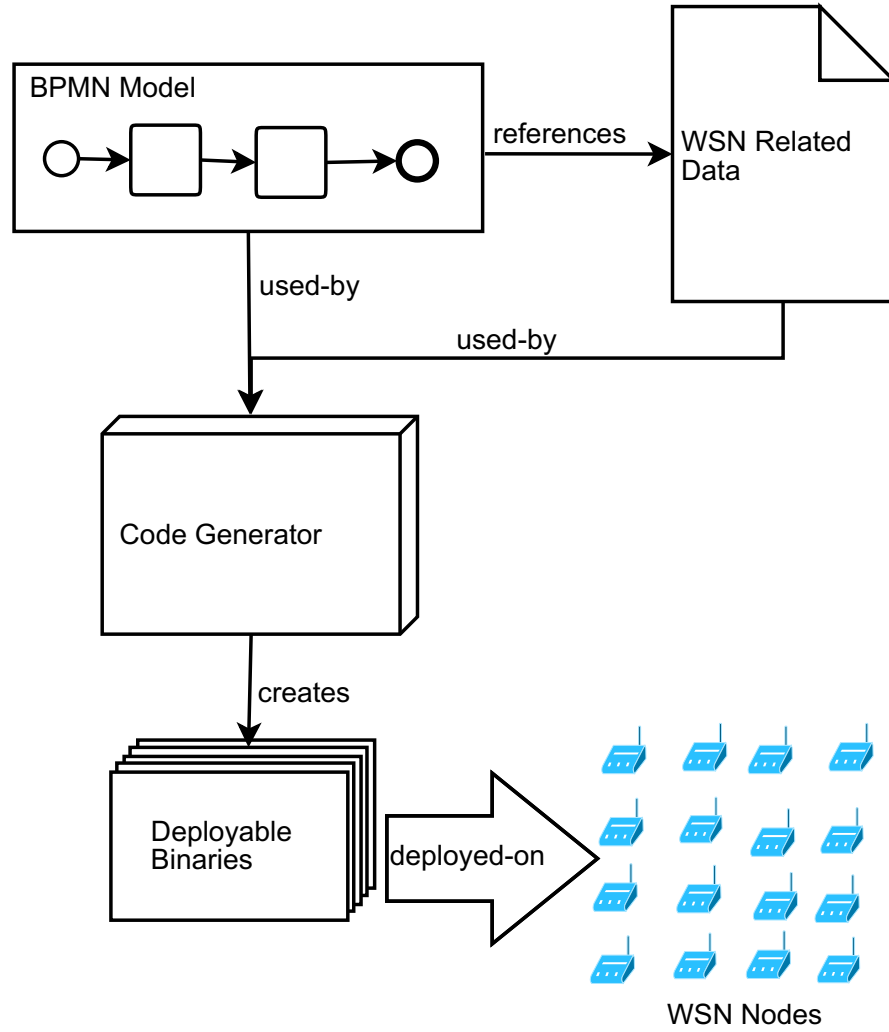 BPMN Model
references
WSN Related
Data
used-by
used-by
Code Generator
creates
Deployable
Binaries
deployed-on
WSN Nodes